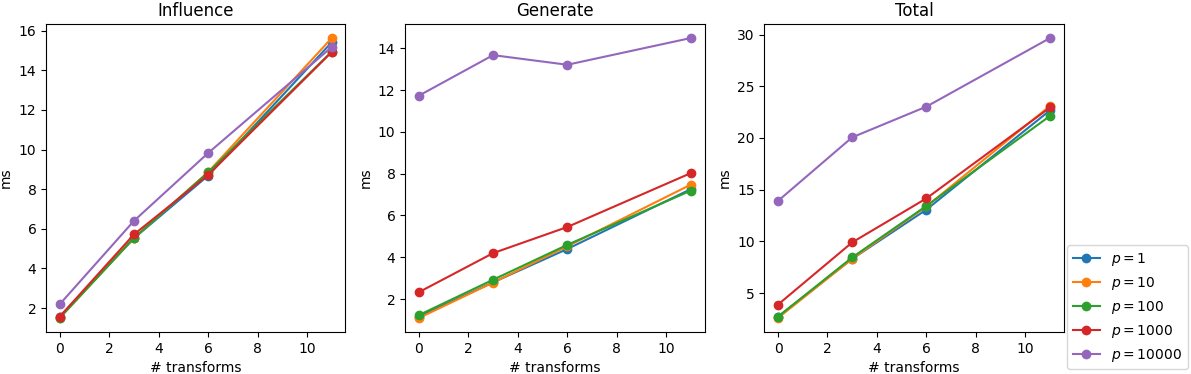 Influence
ms
16
14
12
10
8
6
4
2
0 2 4 6 8 10
# transforms
Generate
ms
14
12
10
8
6
4
2
0 2 4 6 8 10
# transforms
Total
ms
30
25
20
15
10
5
0 2 4 6 8 10
# transforms
p = 1
p = 10
p = 100
p = 1000
p = 10000